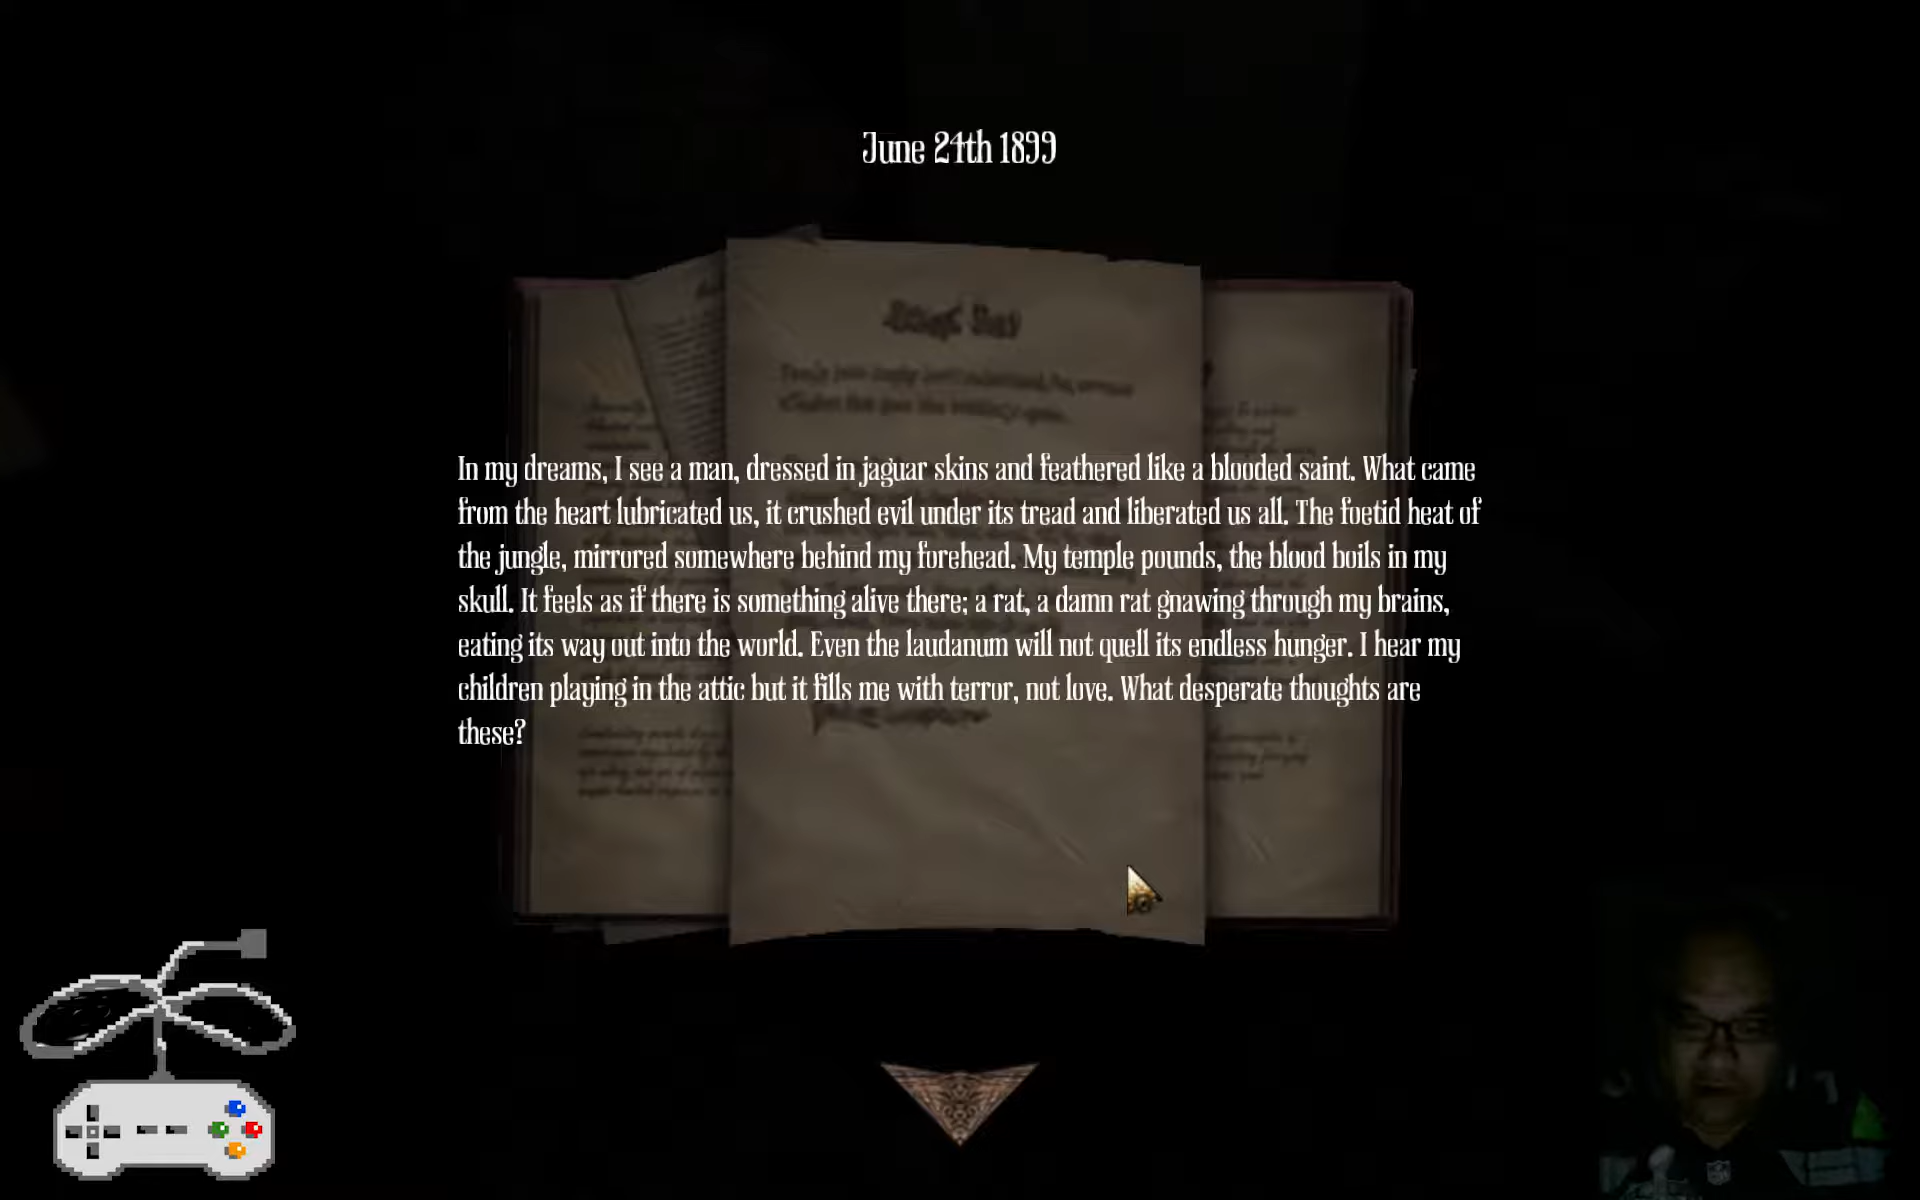 June 24th 1899
In my dreams, I see a man, dressed in jaguar skins and feathered like a blooded saint. What came
from the heart lubricated us, it crushed evil under its tread and liberated us all. The foetid heat of
the jungle, mirrored somewhere behind my forehead. My temple pounds, the blood boils in my
skull. It feels as if there is something alive there; a rat, a damn rat gnawing through my brains,
eating its way out into the world. Even the laudanum will not quell its endless hunger. I hear my
children playing in the attic but it fills me with terror, not love. What desperate thoughts are
these?